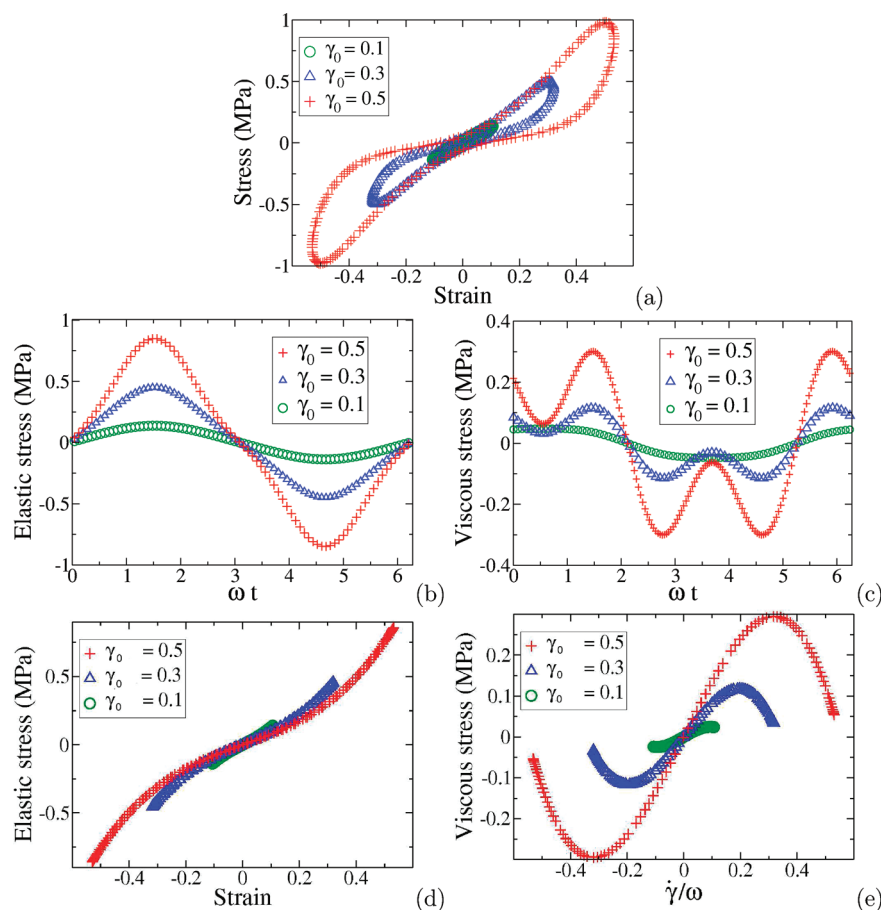 1
0.5
0
-0.5
-1
Stress (MPa)
γ0 = 0.1
γ0 = 0.3
γ0 = 0.5
-0.4 -0.2 0 0.2 0.4
Strain
(a)
1
0.5
0
-0.5
-1
Elastic stress (MPa)
γ0 = 0.5
γ0 = 0.3
γ0 = 0.1
0 1 2 3 4 5 6
ω t
(b)
0.4
0.2
0
-0.2
-0.4
Viscous stress (MPa)
γ0 = 0.5
γ0 = 0.3
γ0 = 0.1
0 1 2 3 4 5 6
ω t
(c)
0.5
0
-0.5
Elastic stress (MPa)
γ0 = 0.5
γ0 = 0.3
γ0 = 0.1
-0.4 -0.2 0 0.2 0.4
Strain
(d)
0.2
0.1
0
-0.1
-0.2
Viscous stress (MPa)
γ0 = 0.5
γ0 = 0.3
γ0 = 0.1
-0.4 -0.2 0 0.2 0.4
γ̇/ω
(e)